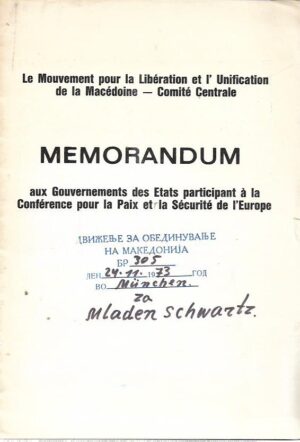 Le Mouvement pour la Libération et l' Unification
de la Macédoine — Comité Çentrale
MEMORANDUM
aux Gouvernements des Etats participant à la
Conférence pour la Paix et la Sécurité de l'Europe
ДВИЖЕЊЕ ЗА ОБЕДИНУВАЊЕ
НА МАКЕДОНИЈА
БР. 305
ДЕН 24.11.1973 ГОД
ВО München.
za
Mladen Schwartz.